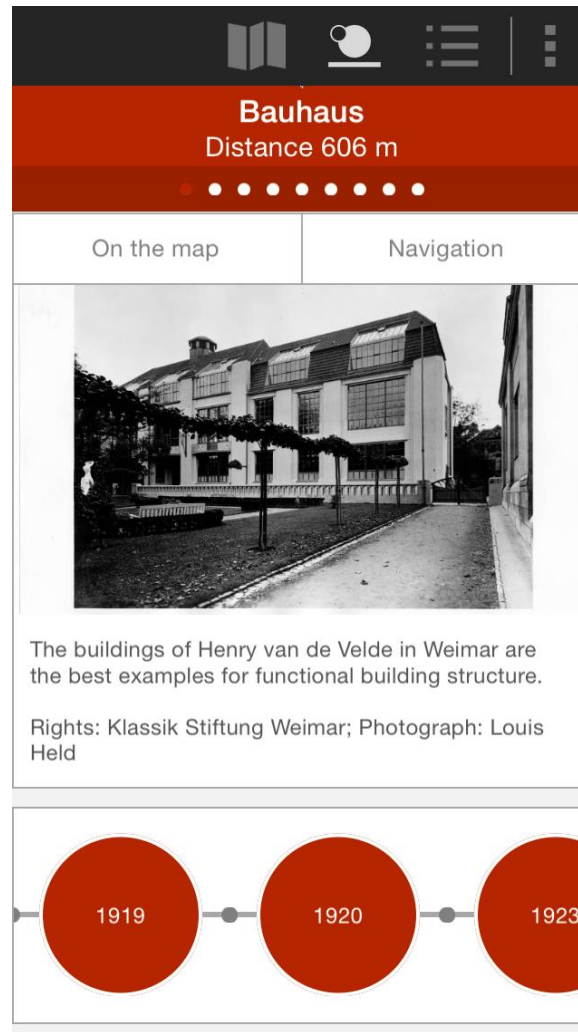 Bauhaus
Distance 606 m
On the map
Navigation
The buildings of Henry van de Velde in Weimar are
the best examples for functional building structure.
Rights: Klassik Stiftung Weimar; Photograph: Louis
Held
1919
1920
1923